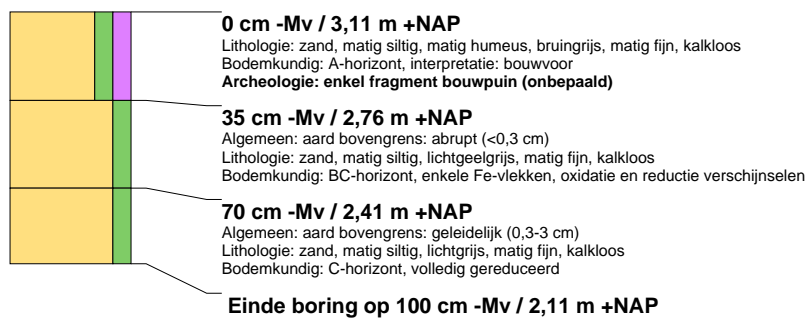 0 cm -Mv / 3,11 m +NAP
Lithologie: zand, matig siltig, matig humeus, bruingrijs, matig fijn, kalkloos
Bodemkundig: A-horizont, interpretatie: bouwvoor
Archeologie: enkel fragment bouwpuin (onbepaald)
35 cm -Mv / 2,76 m +NAP
Algemeen: aard bovengrens: abrupt (<0,3 cm)
Lithologie: zand, matig siltig, lichtgeelgrijs, matig fijn, kalkloos
Bodemkundig: BC-horizont, enkele Fe-vlekken, oxidatie en reductie verschijnselen
70 cm -Mv / 2,41 m +NAP
Algemeen: aard bovengrens: geleidelijk (0,3-3 cm)
Lithologie: zand, matig siltig, lichtgrijs, matig fijn, kalkloos
Bodemkundig: C-horizont, volledig gereduceerd
Einde boring op 100 cm -Mv / 2,11 m +NAP